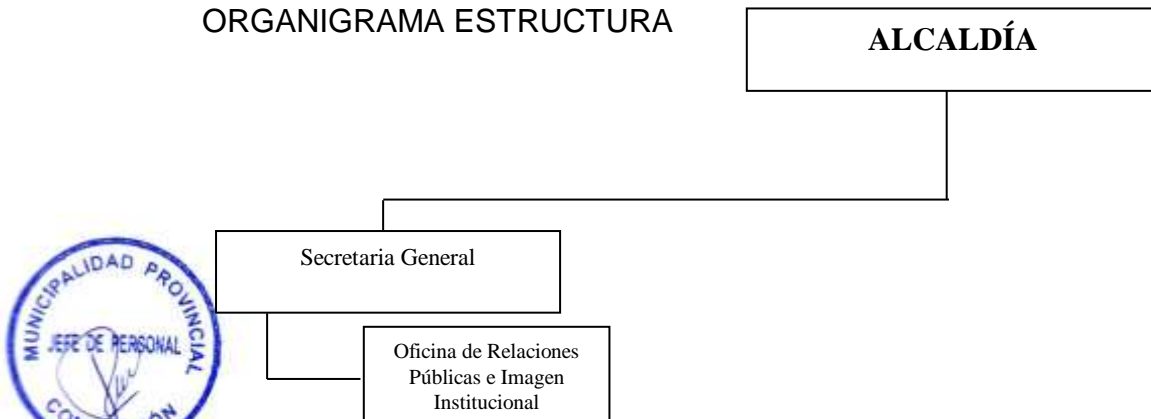 ORGANIGRAMA ESTRUCTURA
ALCALDÍA
Secretaria General
Oficina de Relaciones
Públicas e Imagen
Institucional
MUNICIPALIDAD PROVINCIAL
JEFE DE PERSONAL